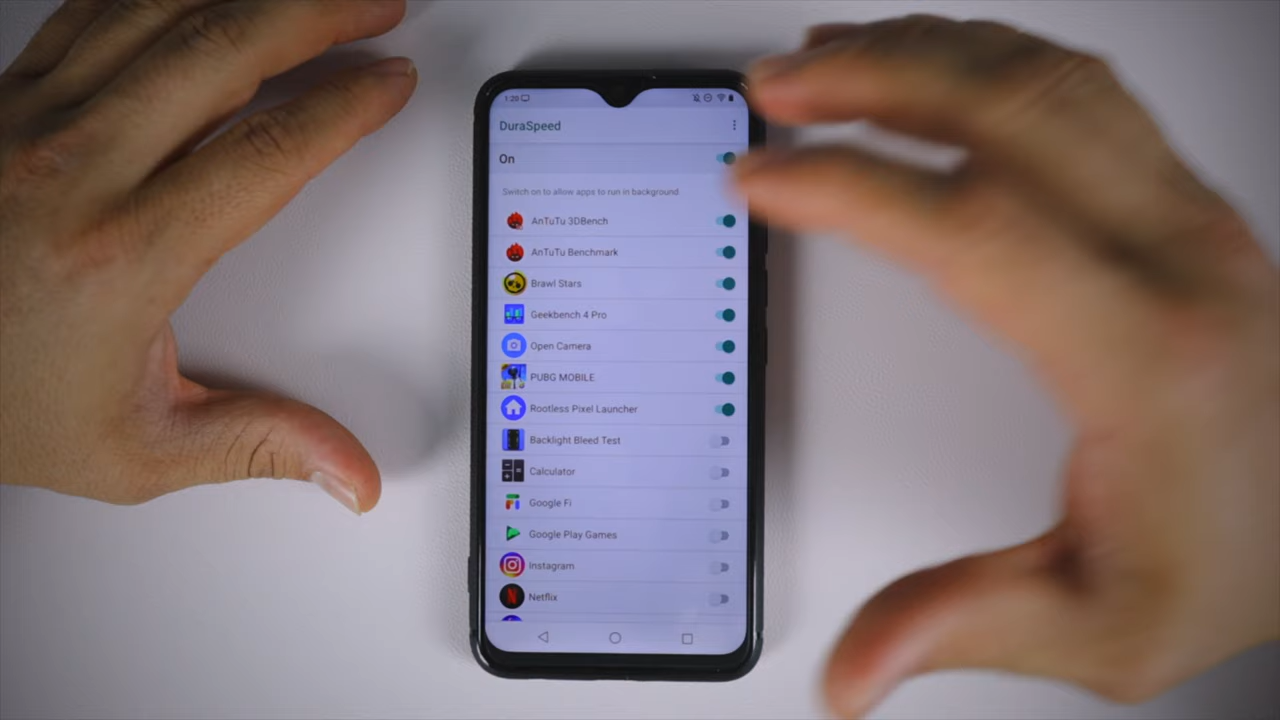 1:20
DuraSpeed
On
Switch on to allow apps to run in background.
AnTuTu 3DBench
AnTuTu Benchmark
Brawl Stars
Geekbench 4 Pro
Open Camera
PUBG MOBILE
Rootless Pixel Launcher
Backlight Bleed Test
Calculator
Google Fi
Google Play Games
Instagram
Netflix